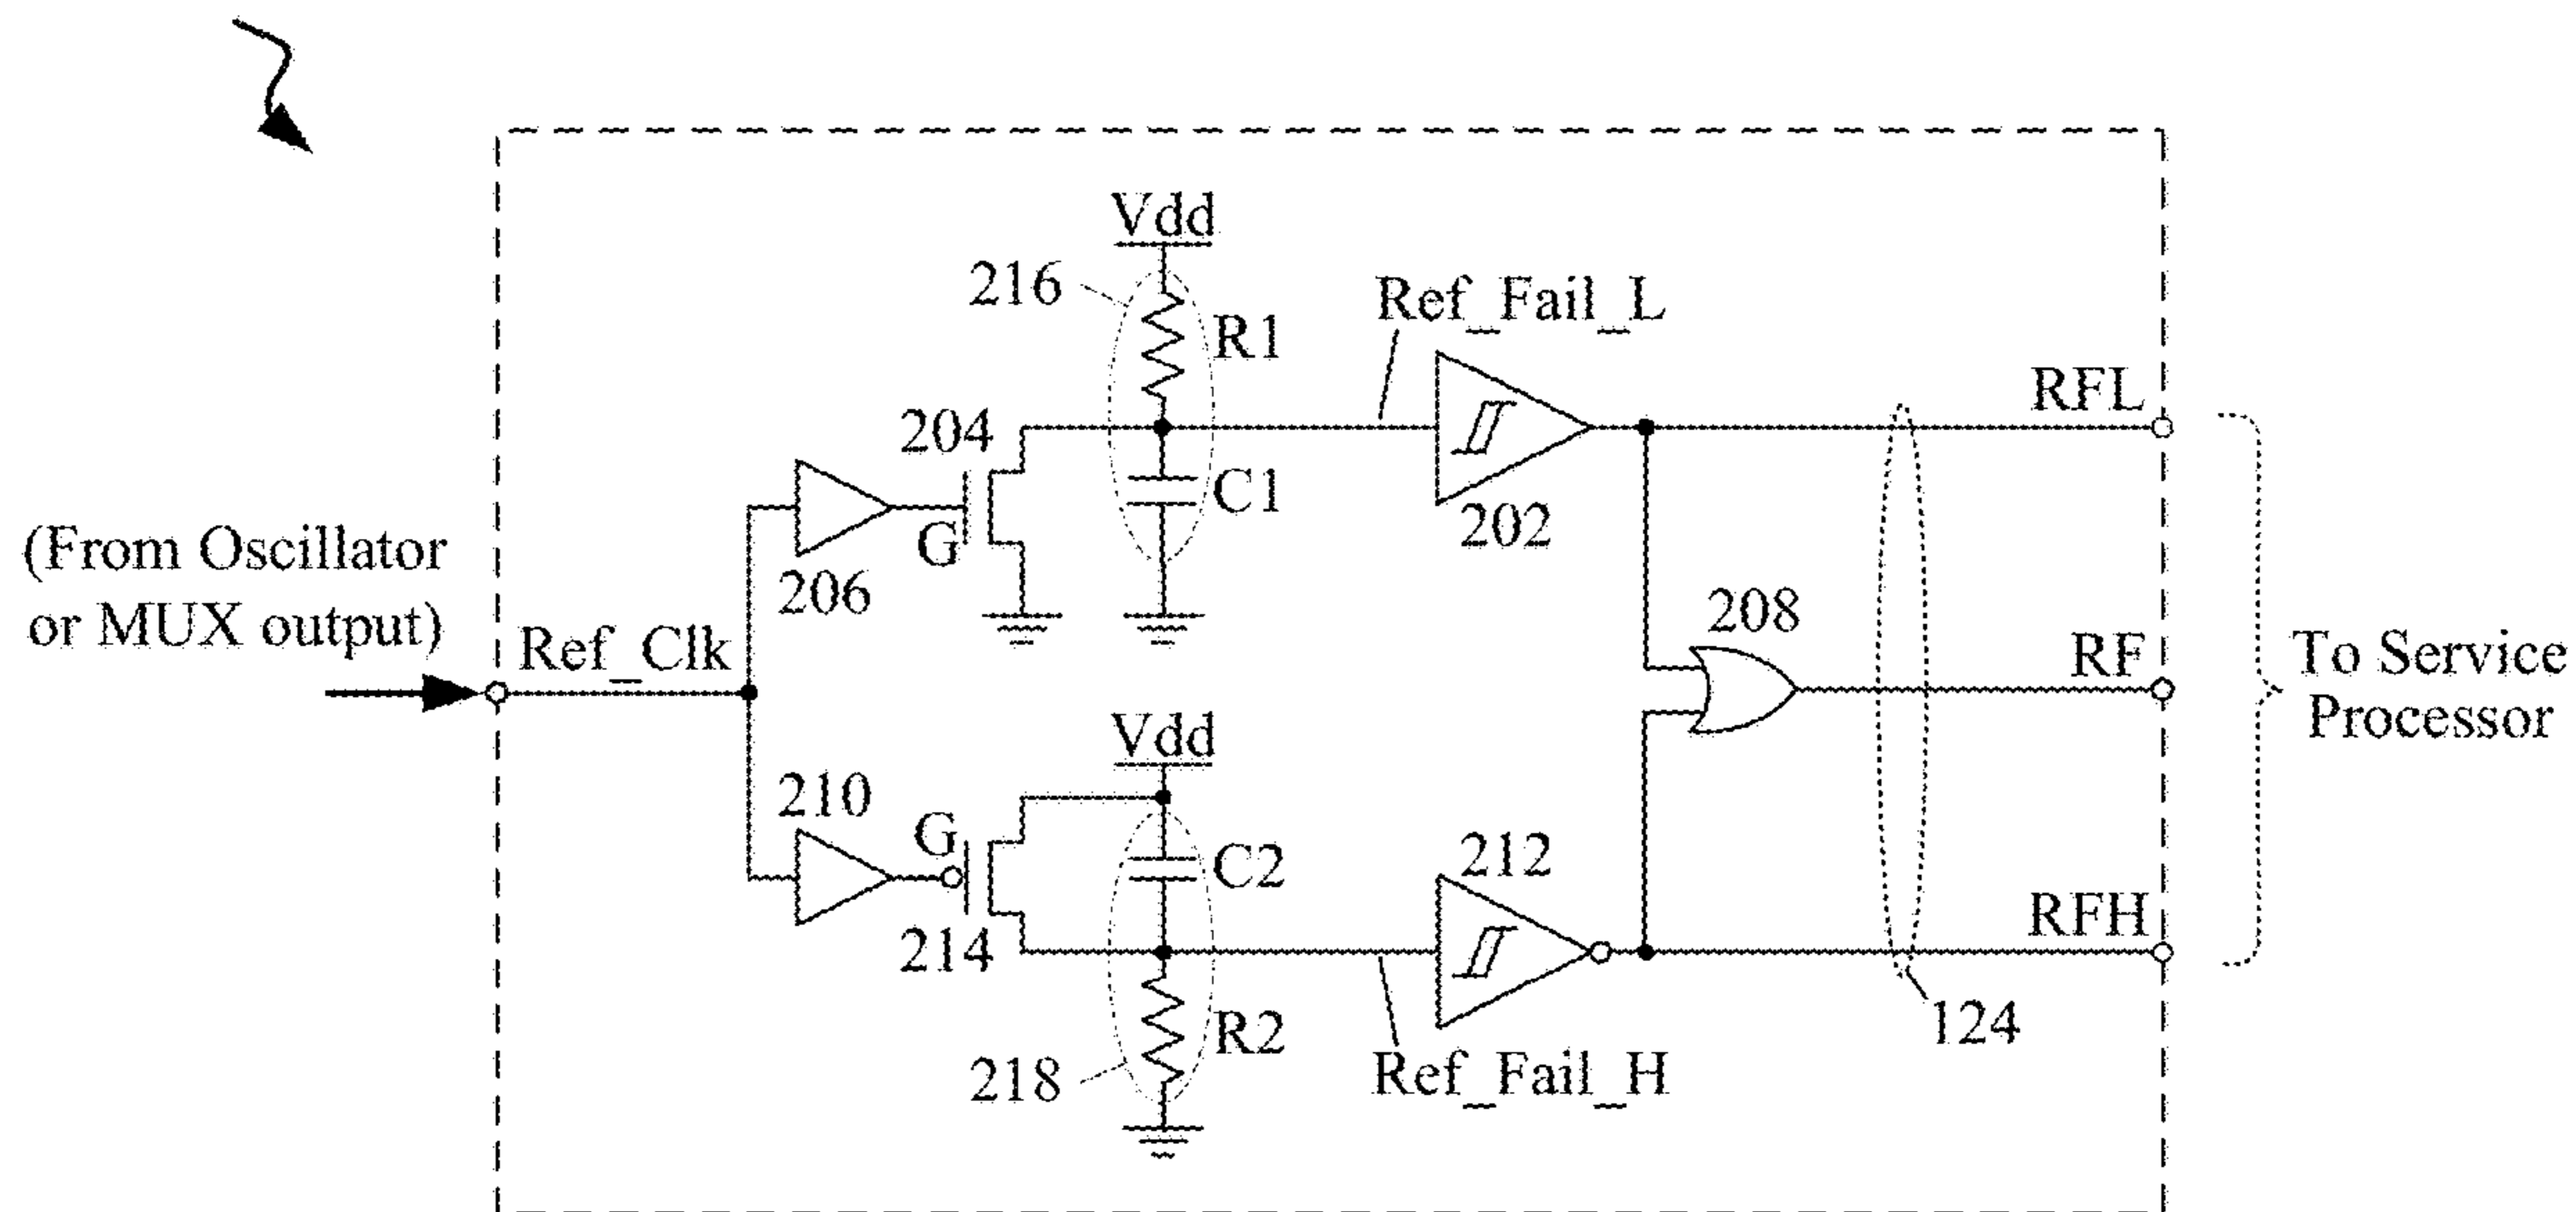 Vdd
216
R1
Ref_Fail_L
RFL
204
C1
G
202
206
(From Oscillator
or MUX output)
Ref_Clk
208
RF
To Service
Processor
Vdd
210
G
C2
212
RFH
214
R2
124
218
Ref_Fail_H